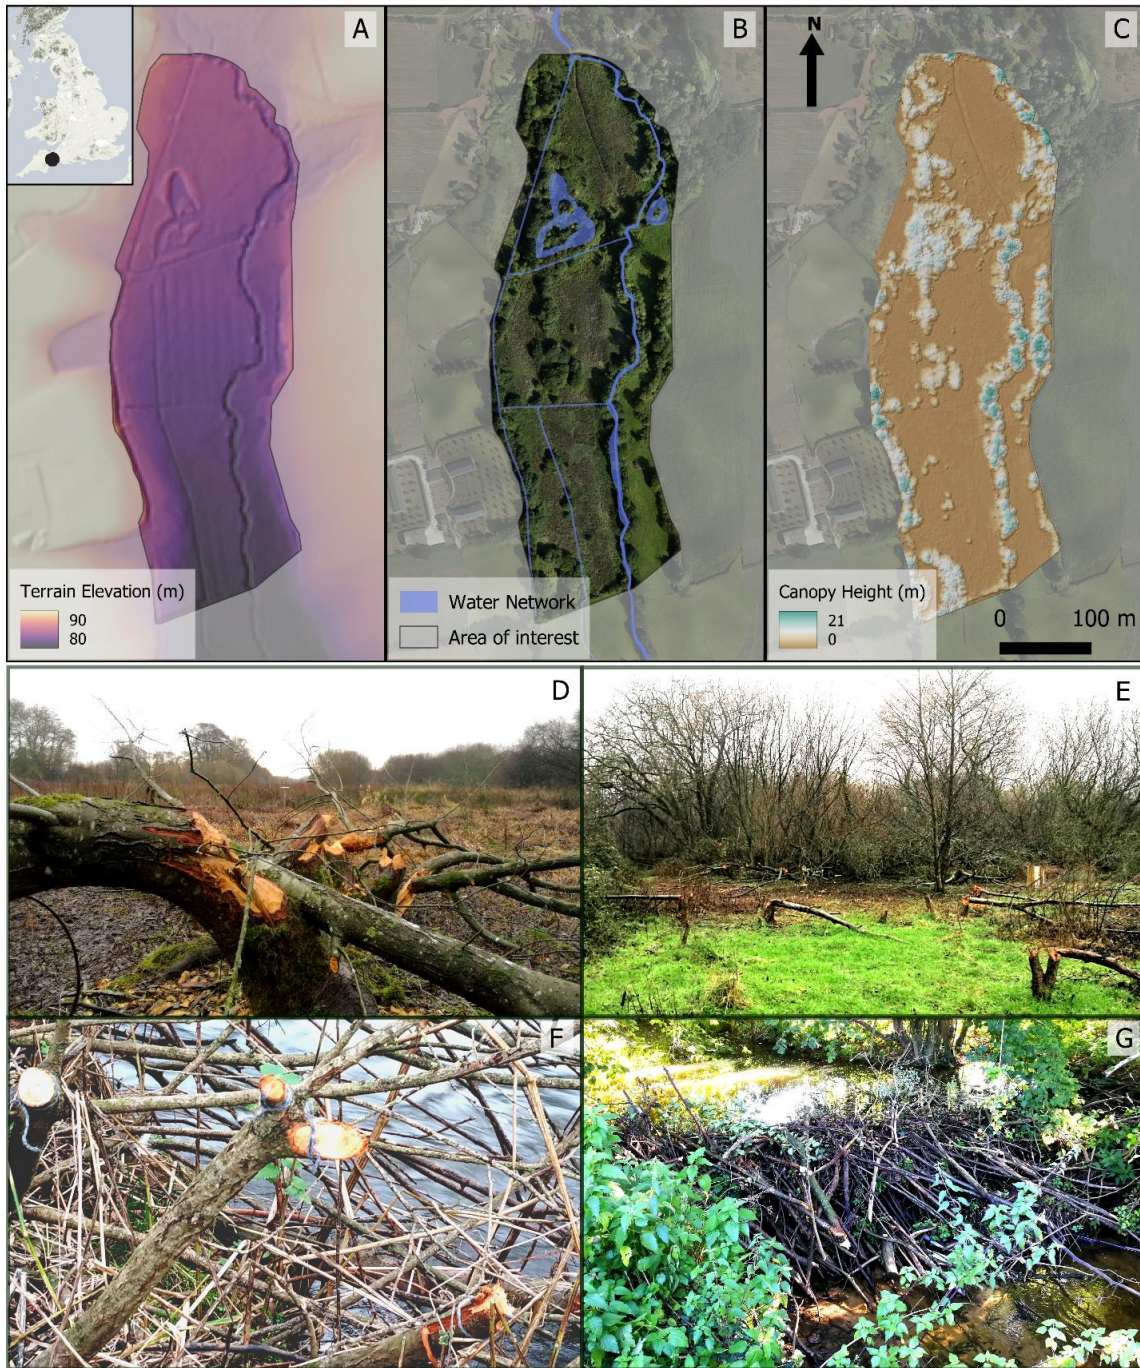 A
B
C
N
Terrain Elevation (m)
90
80
Water Network
Area of interest
Canopy Height (m)
21
0
0 100 m
D
E
F
G